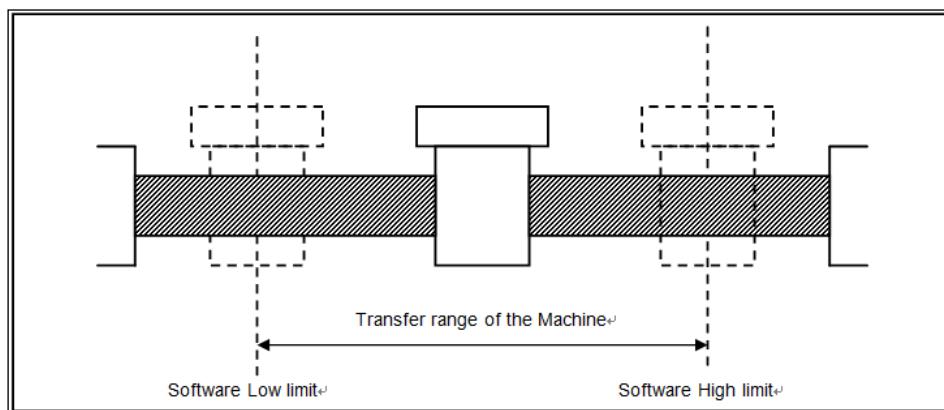 Transfer range of the Machine↵
Software Low limit↵
Software High limit↵